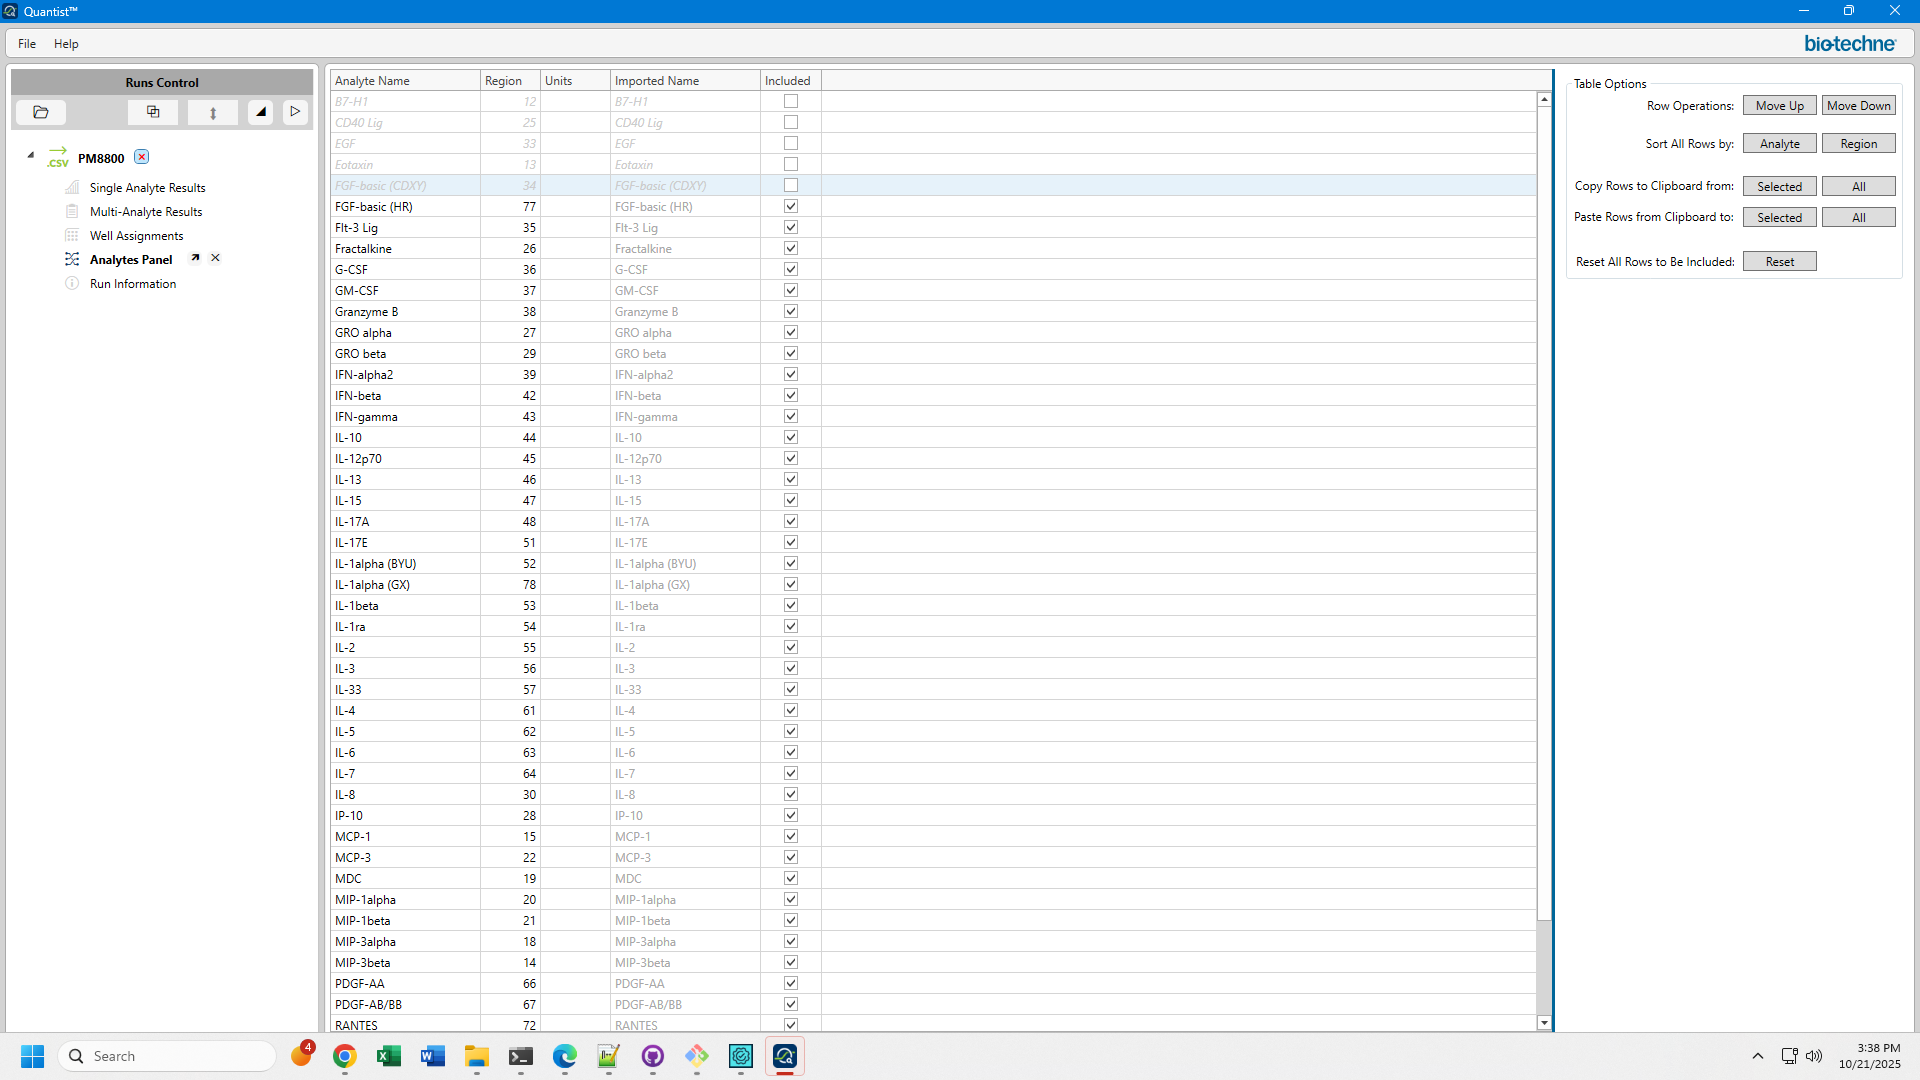 Quantist™
File Help
bio-techne
Runs Control
PM8800
.CSV
Single Analyte Results
Multi-Analyte Results
Well Assignments
Analytes Panel
Run Information
Analyte Name Region Units Imported Name Included
B7-H1 12 B7-H1
CD40 Lig 25 CD40 Lig
EGF 33 EGF
Eotaxin 13 Eotaxin
FGF-basic (CDXY) 34 FGF-basic (CDXY)
FGF-basic (HR) 77 FGF-basic (HR)
Flt-3 Lig 35 Flt-3 Lig
Fractalkine 26 Fractalkine
G-CSF 36 G-CSF
GM-CSF 37 GM-CSF
Granzyme B 38 Granzyme B
GRO alpha 27 GRO alpha
GRO beta 29 GRO beta
IFN-alpha2 39 IFN-alpha2
IFN-beta 42 IFN-beta
IFN-gamma 43 IFN-gamma
IL-10 44 IL-10
IL-12p70 45 IL-12p70
IL-13 46 IL-13
IL-15 47 IL-15
IL-17A 48 IL-17A
IL-17E 51 IL-17E
IL-1alpha (BYU) 52 IL-1alpha (BYU)
IL-1alpha (GX) 78 IL-1alpha (GX)
IL-1beta 53 IL-1beta
IL-1ra 54 IL-1ra
IL-2 55 IL-2
IL-3 56 IL-3
IL-33 57 IL-33
IL-4 61 IL-4
IL-5 62 IL-5
IL-6 63 IL-6
IL-7 64 IL-7
IL-8 30 IL-8
IP-10 28 IP-10
MCP-1 15 MCP-1
MCP-3 22 MCP-3
MDC 19 MDC
MIP-1alpha 20 MIP-1alpha
MIP-1beta 21 MIP-1beta
MIP-3alpha 18 MIP-3alpha
MIP-3beta 14 MIP-3beta
PDGF-AA 66 PDGF-AA
PDGF-AB/BB 67 PDGF-AB/BB
RANTES 72 RANTES
Table Options
Row Operations: Move Up Move Down
Sort All Rows by: Analyte Region
Copy Rows to Clipboard from: Selected All
Paste Rows from Clipboard to: Selected All
Reset All Rows to Be Included: Reset
Search
4
3:38 PM
10/21/2025